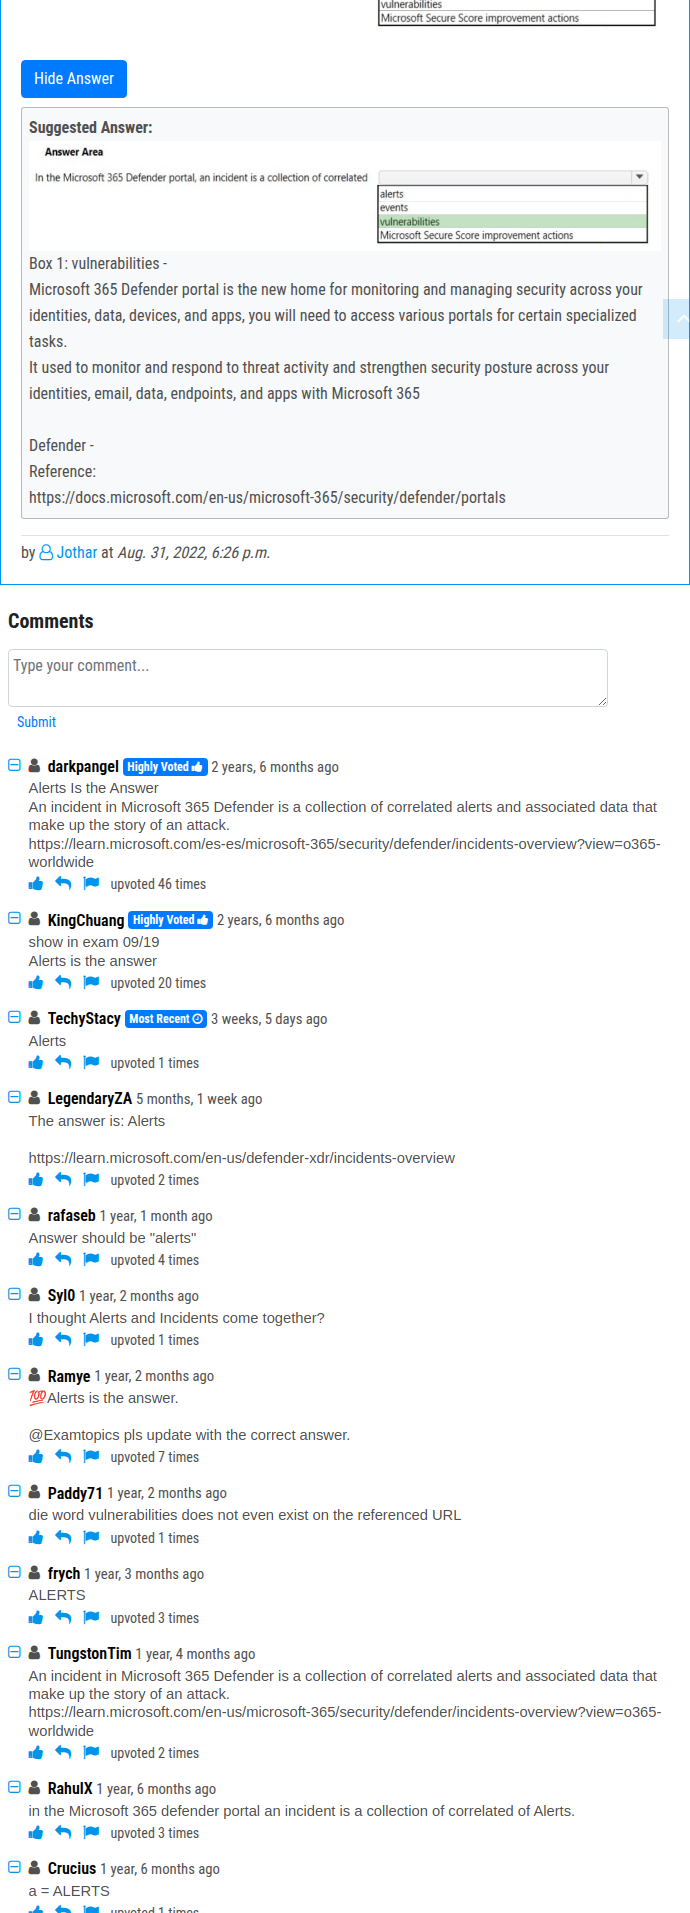 vulnerabilities
Microsoft Secure Score improvement actions
Hide Answer
Suggested Answer:
Answer Area
In the Microsoft 365 Defender portal, an incident is a collection of correlated
alerts
events
vulnerabilities
Microsoft Secure Score improvement actions
Box 1: vulnerabilities -
Microsoft 365 Defender portal is the new home for monitoring and managing security across your
identities, data, devices, and apps, you will need to access various portals for certain specialized
tasks.
It used to monitor and respond to threat activity and strengthen security posture across your
identities, email, data, endpoints, and apps with Microsoft 365
Defender -
Reference:
https://docs.microsoft.com/en-us/microsoft-365/security/defender/portals
by Jothar at Aug. 31, 2022, 6:26 p.m.
Comments
Type your comment...
Submit
darkpangel Highly Voted 2 years, 6 months ago
Alerts Is the Answer
An incident in Microsoft 365 Defender is a collection of correlated alerts and associated data that
make up the story of an attack.
https://learn.microsoft.com/es-es/microsoft-365/security/defender/incidents-overview?view=o365-
worldwide
upvoted 46 times
KingChuang Highly Voted 2 years, 6 months ago
show in exam 09/19
Alerts is the answer
upvoted 20 times
TechyStacy Most Recent 3 weeks, 5 days ago
Alerts
upvoted 1 times
LegendaryZA 5 months, 1 week ago
The answer is: Alerts
https://learn.microsoft.com/en-us/defender-xdr/incidents-overview
upvoted 2 times
rafaseb 1 year, 1 month ago
Answer should be "alerts"
upvoted 4 times
Syl0 1 year, 2 months ago
I thought Alerts and Incidents come together?
upvoted 1 times
Ramye 1 year, 2 months ago
💯Alerts is the answer.
@Examtopics pls update with the correct answer.
upvoted 7 times
Paddy71 1 year, 2 months ago
die word vulnerabilities does not even exist on the referenced URL
upvoted 1 times
frych 1 year, 3 months ago
ALERTS
upvoted 3 times
TungstonTim 1 year, 4 months ago
An incident in Microsoft 365 Defender is a collection of correlated alerts and associated data that
make up the story of an attack.
https://learn.microsoft.com/en-us/microsoft-365/security/defender/incidents-overview?view=o365-
worldwide
upvoted 2 times
RahulX 1 year, 6 months ago
in the Microsoft 365 defender portal an incident is a collection of correlated of Alerts.
upvoted 3 times
Crucius 1 year, 6 months ago
a = ALERTS
upvoted 1 times